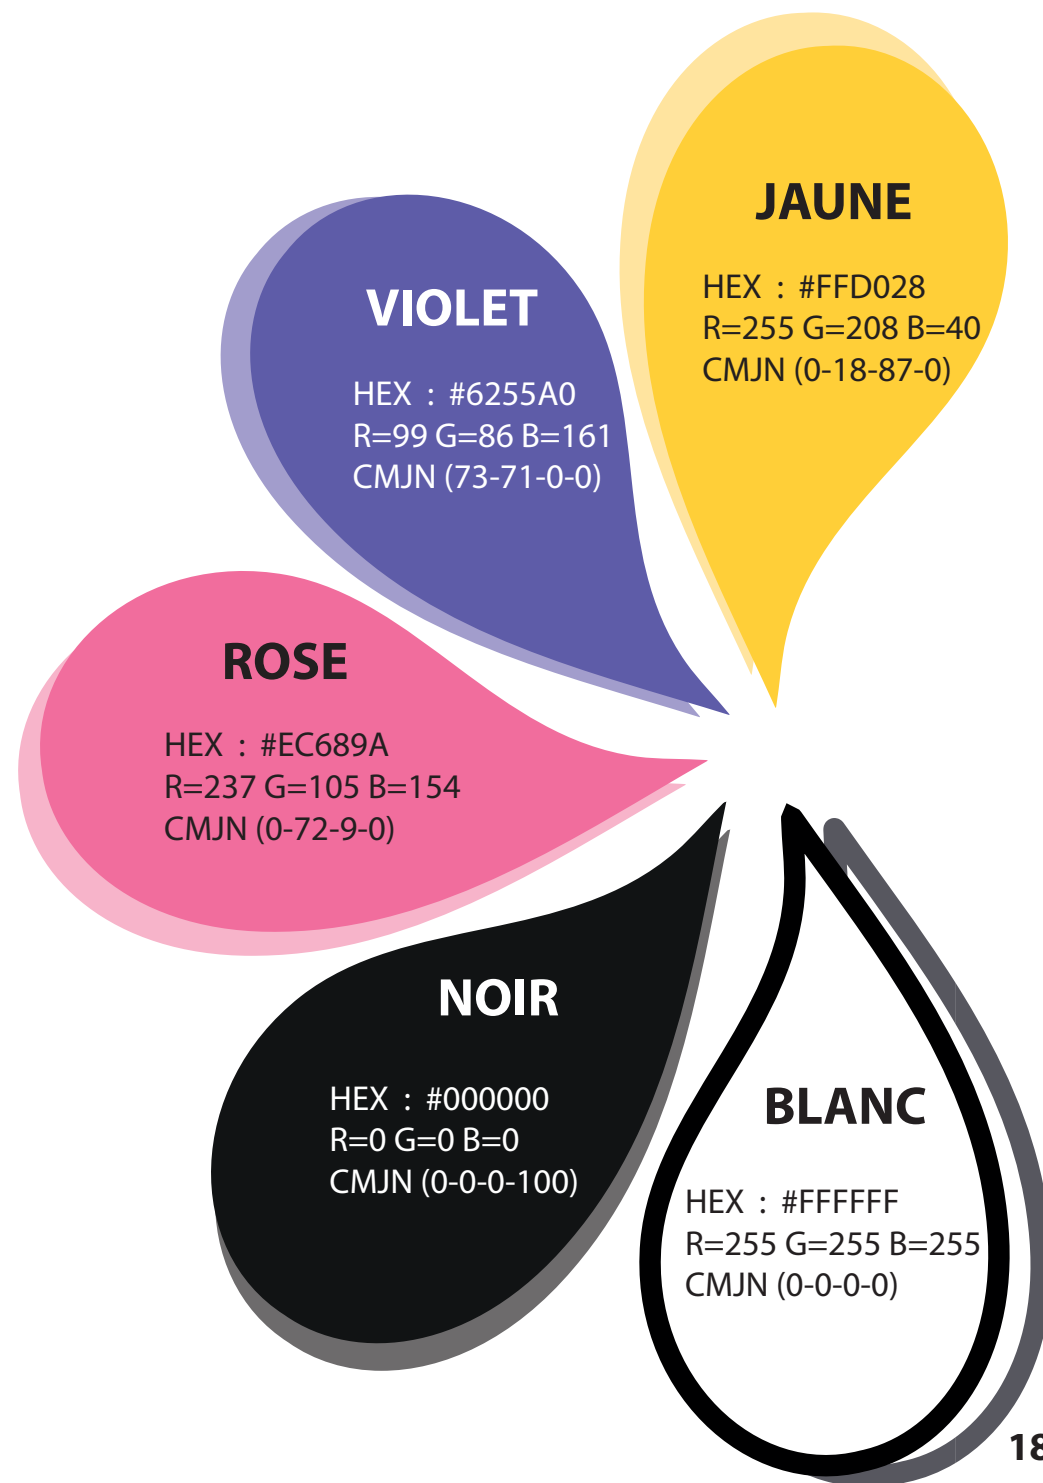 JAUNE
HEX : #FFD028
R=255 G=208 B=40
CMJN (0-18-87-0)
VIOLET
HEX : #6255A0
R=99 G=86 B=161
CMJN (73-71-0-0)
ROSE
HEX : #EC689A
R=237 G=105 B=154
CMJN (0-72-9-0)
NOIR
HEX : #000000
R=0 G=0 B=0
CMJN (0-0-0-100)
BLANC
HEX : #FFFFFF
R=255 G=255 B=255
CMJN (0-0-0-0)
18